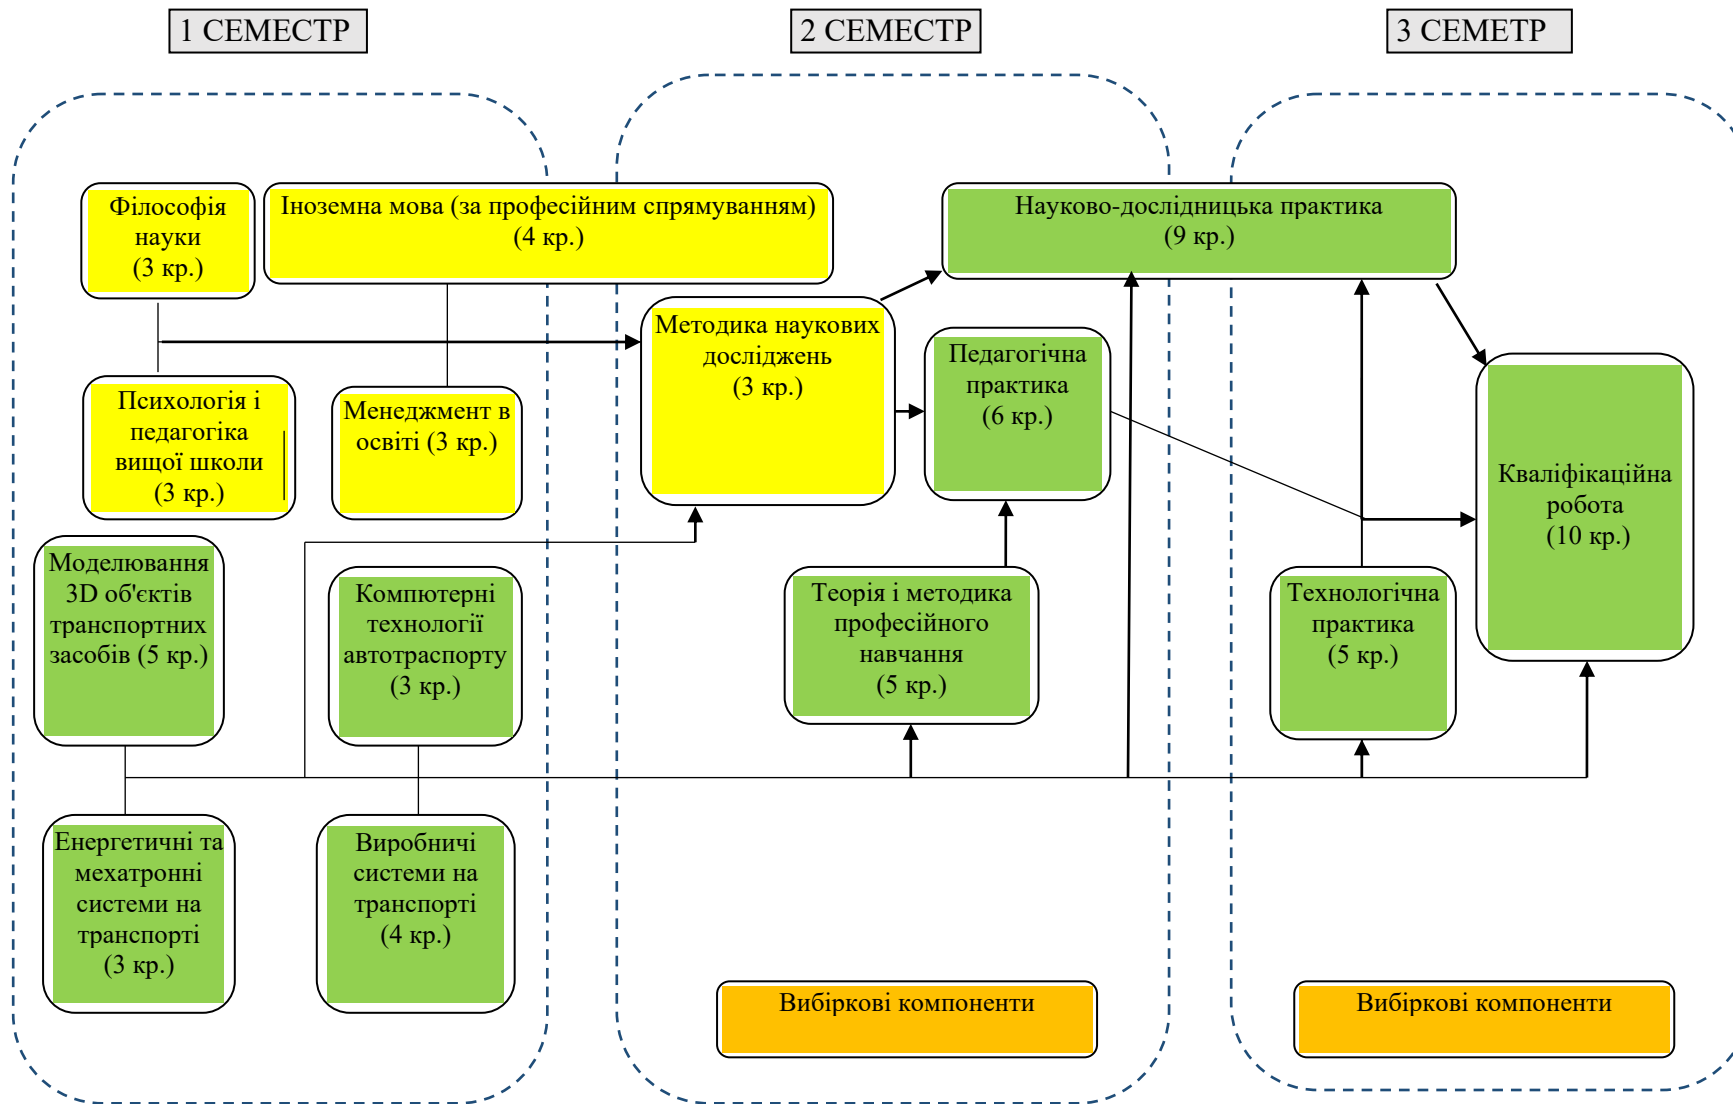 1 СЕМЕСТР
2 СЕМЕСТР
3 СЕМЕТР
Філософія
науки
(3 кр.)
Іноземна мова (за професійним спрямуванням)
(4 кр.)
Науково-дослідницька практика
(9 кр.)
Методика наукових
досліджень
(3 кр.)
Педагогічна
практика
(6 кр.)
Психологія і
педагогіка
вищої школи
(3 кр.)
Менеджмент в
освіті (3 кр.)
Кваліфікаційна
робота
(10 кр.)
Моделювання
3D об'єктів
транспортних
засобів (5 кр.)
Компютерні
технології
автотраспорту
(3 кр.)
Теорія і методика
професійного
навчання
(5 кр.)
Технологічна
практика
(5 кр.)
Енергетичні та
мехатронні
системи на
транспорті
(3 кр.)
Виробничі
системи на
транспорті
(4 кр.)
Вибіркові компоненти
Вибіркові компоненти